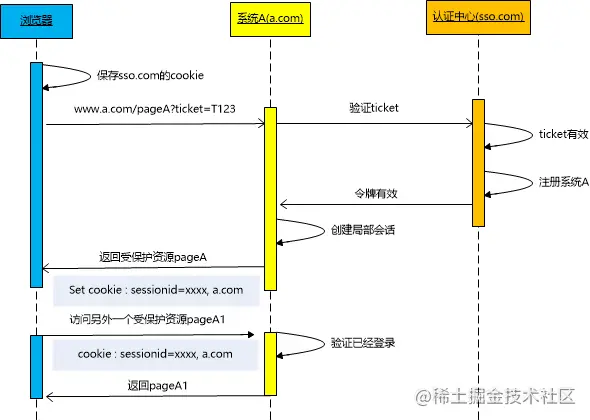 浏览器
系统A(a.com)
认证中心(sso.com)
保存sso.com的cookie
www.a.com/pageA?ticket=T123
验证ticket
ticket有效
注册系统A
令牌有效
创建局部会话
返回受保护资源pageA
Set cookie : sessionid=xxxx, a.com
访问另外一个受保护资源pageA1
cookie : sessionid=xxxx, a.com
验证已经登录
返回pageA1
@稀土掘金技术社区